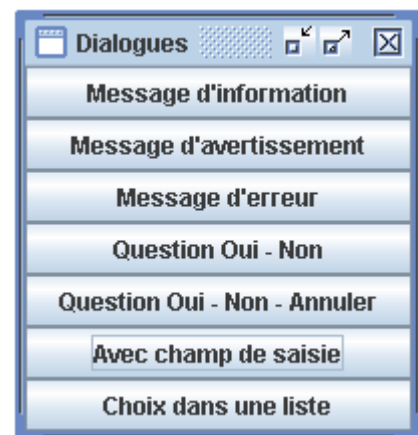 Dialogues
Message d'information
Message d'avertissement
Message d'erreur
Question Oui - Non
Question Oui - Non - Annuler
Avec champ de saisie
Choix dans une liste